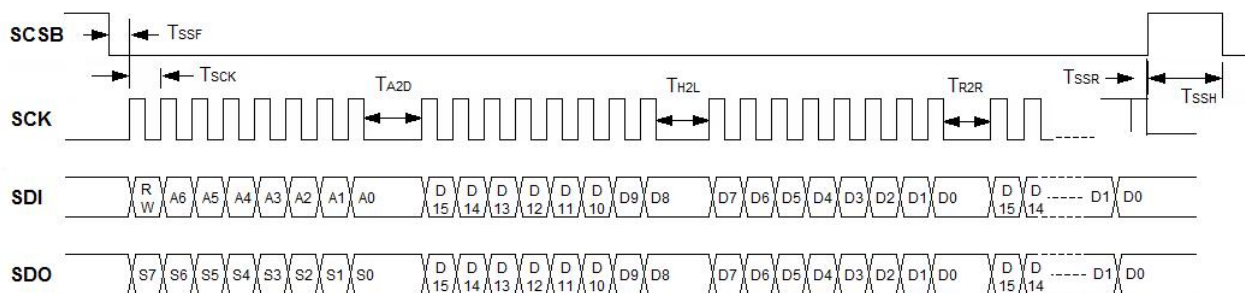 SCSB TSSF
TSCK TA2D TH2L TR2R TSSR TSSH
SCK
SDI R W A6 A5 A4 A3 A2 A1 A0 D 15 D 14 D 13 D 12 D 11 D 10 D9 D8 D7 D6 D5 D4 D3 D2 D1 D0 D 15 D 14 D1 D0
SDO S7 S6 S5 S4 S3 S2 S1 S0 D 15 D 14 D 13 D 12 D 11 D 10 D9 D8 D7 D6 D5 D4 D3 D2 D1 D0 D 15 D 14 D1 D0